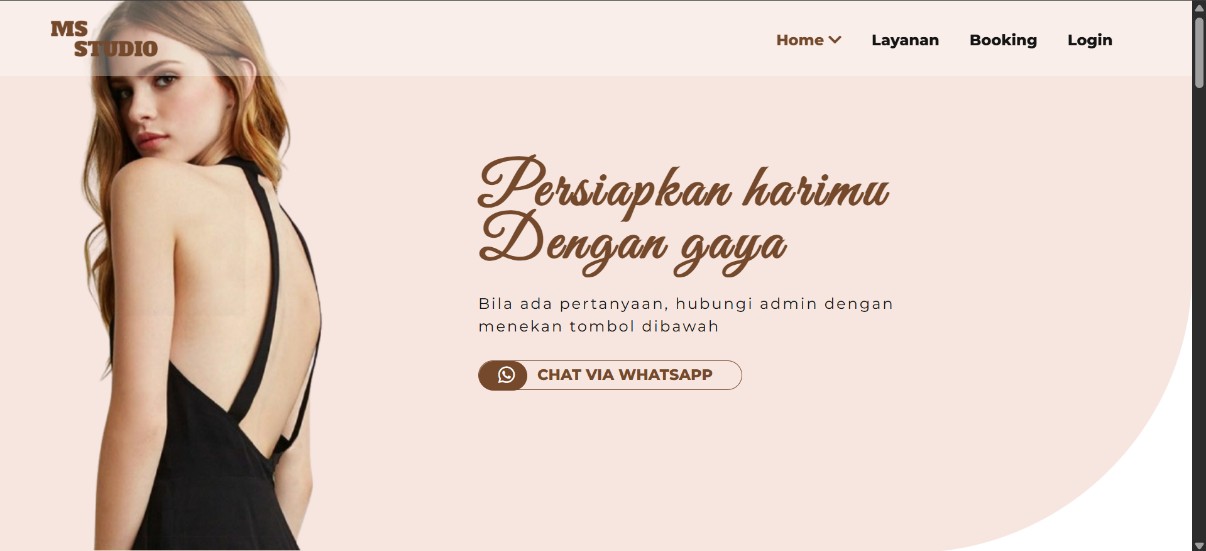 MS
STUDIO
Home Layanan Booking Login
Persiapkan harimu
Dengan gaya
Bila ada pertanyaan, hubungi admin dengan
menekan tombol dibawah
CHAT VIA WHATSAPP